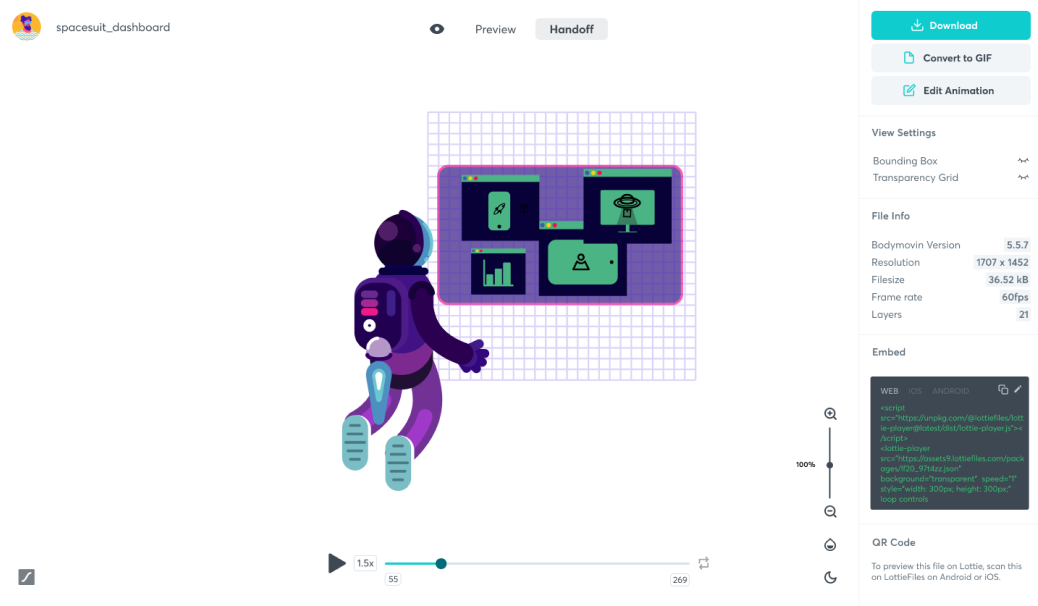 spacesuit_dashboard
Preview
Handoff
Download
Convert to GIF
Edit Animation
View Settings
Bounding Box
Transparency Grid
File Info
Bodymovin Version 5.5.7
Resolution 1707 x 1452
Filesize 36.52 kB
Frame rate 60fps
Layers 21
Embed
WEB iOS ANDROID
<script
src="https://unpkg.com/@lottiefiles/lott
ie-player@latest/dist/lottie-player.js"><
/script>
<lottie-player
src="https://assets9.lottiefiles.com/pack
ages/lf20_97t4zz.json"
background="transparent" speed="1"
style="width: 300px; height: 300px;"
loop controls
100%
1.5x
55
269
QR Code
To preview this file on Lottie, scan this
on LottieFiles on Android or iOS.